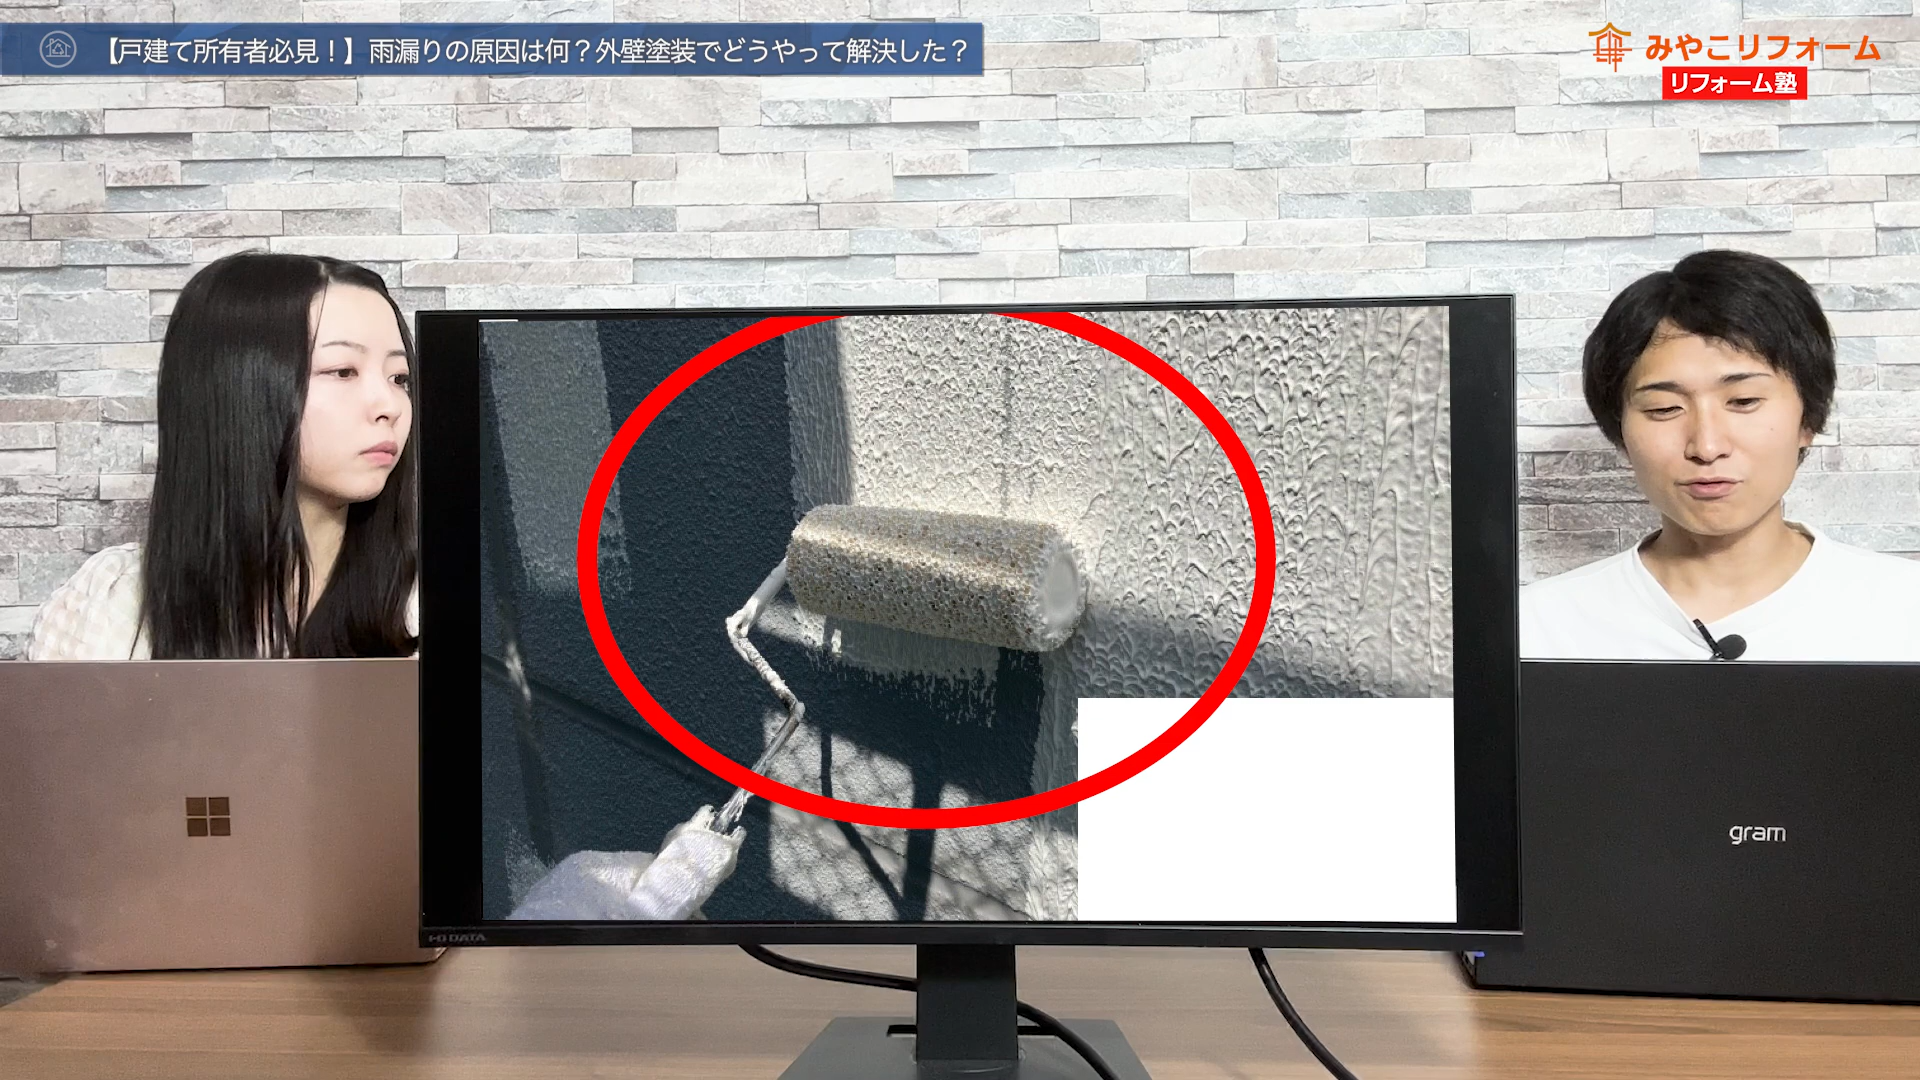 【戸建て所有者必見！】雨漏りの原因は何？外壁塗装でどうやって解決した？
みやこリフォーム
リフォーム塾
I-O DATA
gram